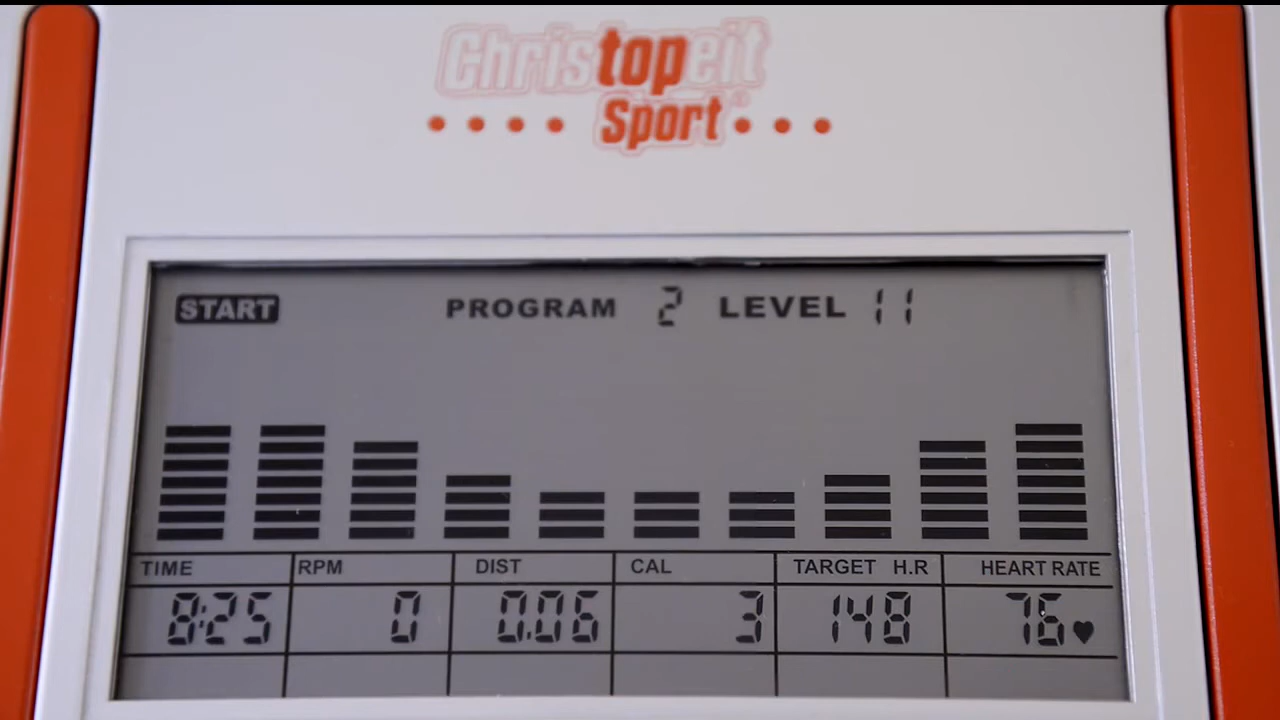 Christopeit
Sport
START PROGRAM 2 LEVEL 11
TIME RPM DIST CAL TARGET H.R HEART RATE
8:25 0 0.06 3 148 76